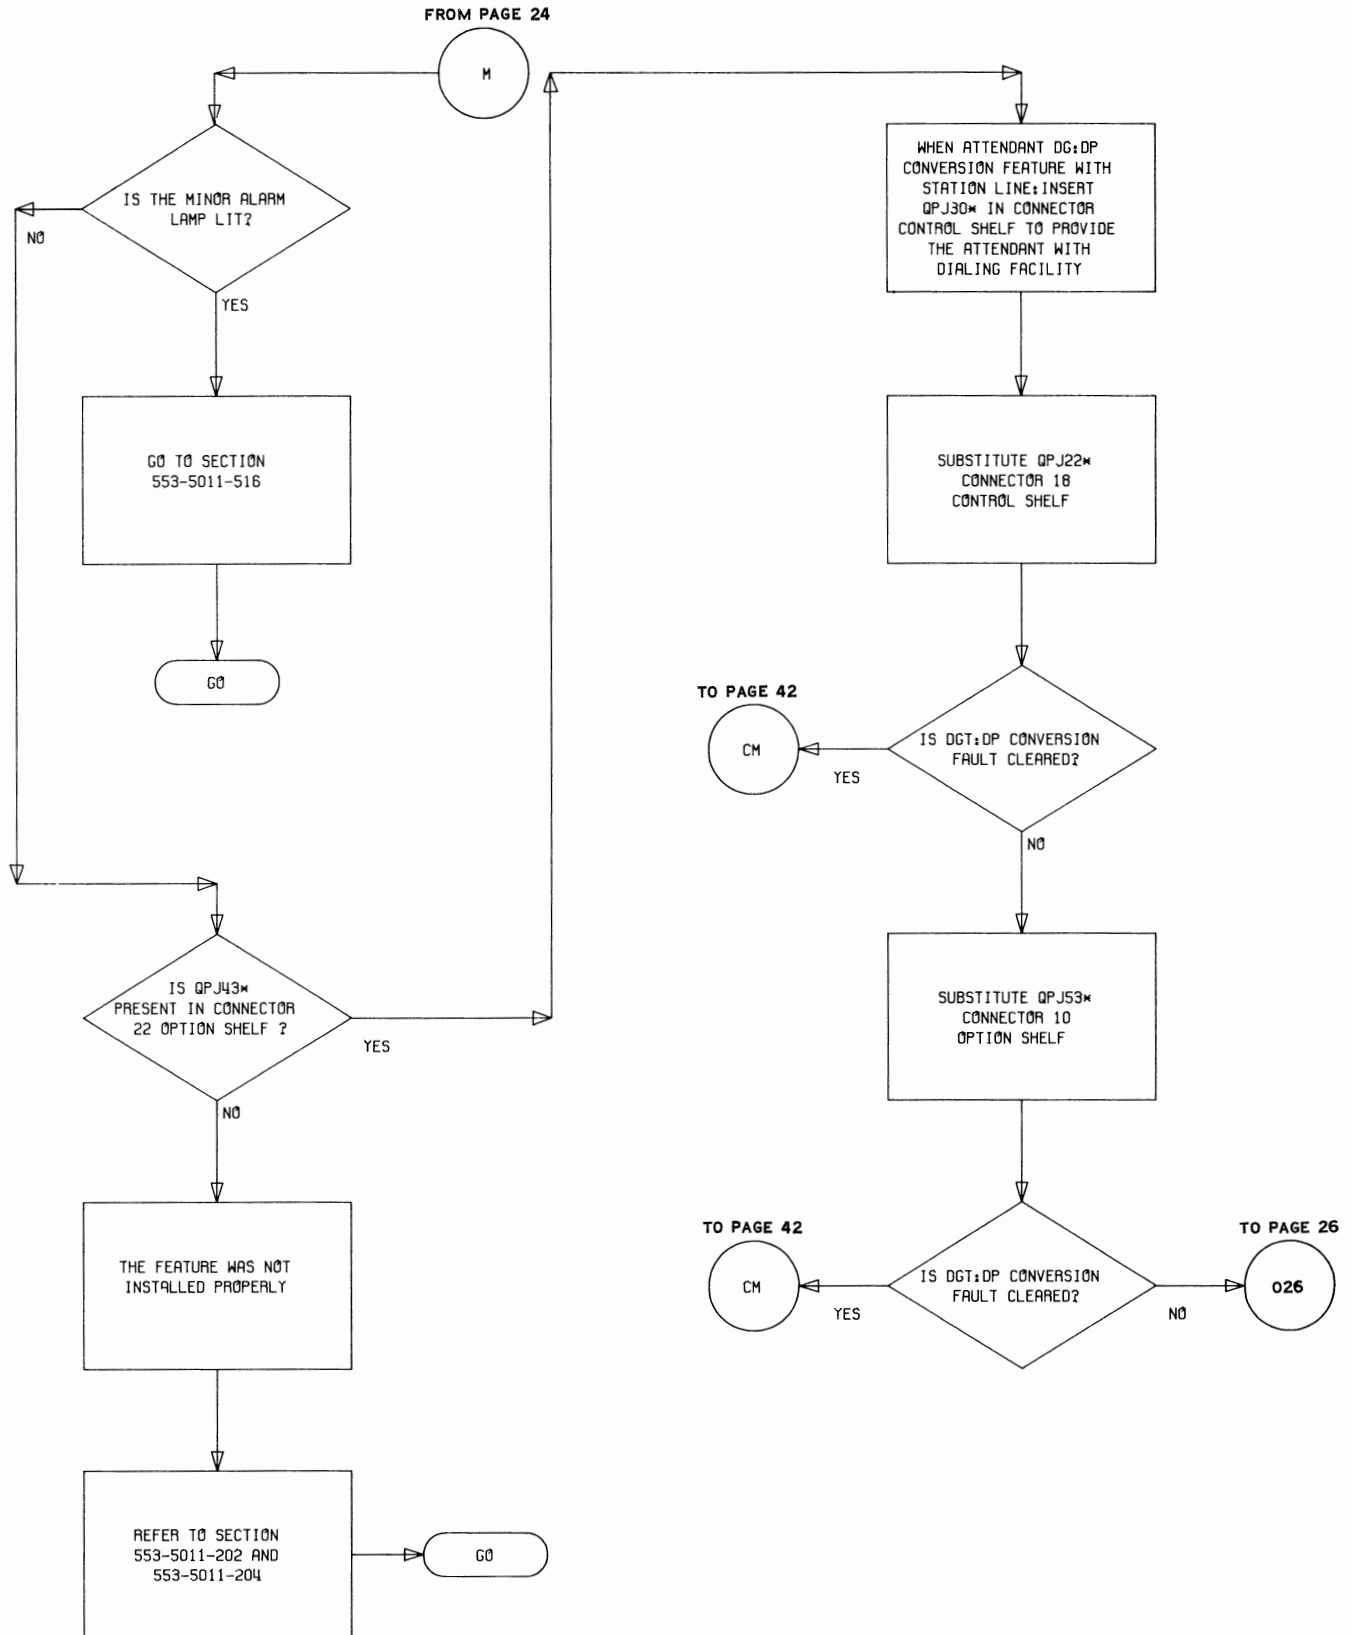 FROM PAGE 24
M
IS THE MINOR ALARM
LAMP LIT?
NO
YES
GO TO SECTION
553-5011-516
GO
IS QPJ43*
PRESENT IN CONNECTOR
22 OPTION SHELF ?
YES
NO
THE FEATURE WAS NOT
INSTALLED PROPERLY
REFER TO SECTION
553-5011-202 AND
553-5011-204
GO
WHEN ATTENDANT DG:DP
CONVERSION FEATURE WITH
STATION LINE:INSERT
QPJ30* IN CONNECTOR
CONTROL SHELF TO PROVIDE
THE ATTENDANT WITH
DIALING FACILITY
SUBSTITUTE QPJ22*
CONNECTOR 18
CONTROL SHELF
TO PAGE 42
CM
YES
IS DGT:DP CONVERSION
FAULT CLEARED?
NO
SUBSTITUTE QPJ53*
CONNECTOR 10
OPTION SHELF
TO PAGE 42
CM
YES
IS DGT:DP CONVERSION
FAULT CLEARED?
NO
TO PAGE 26
O26